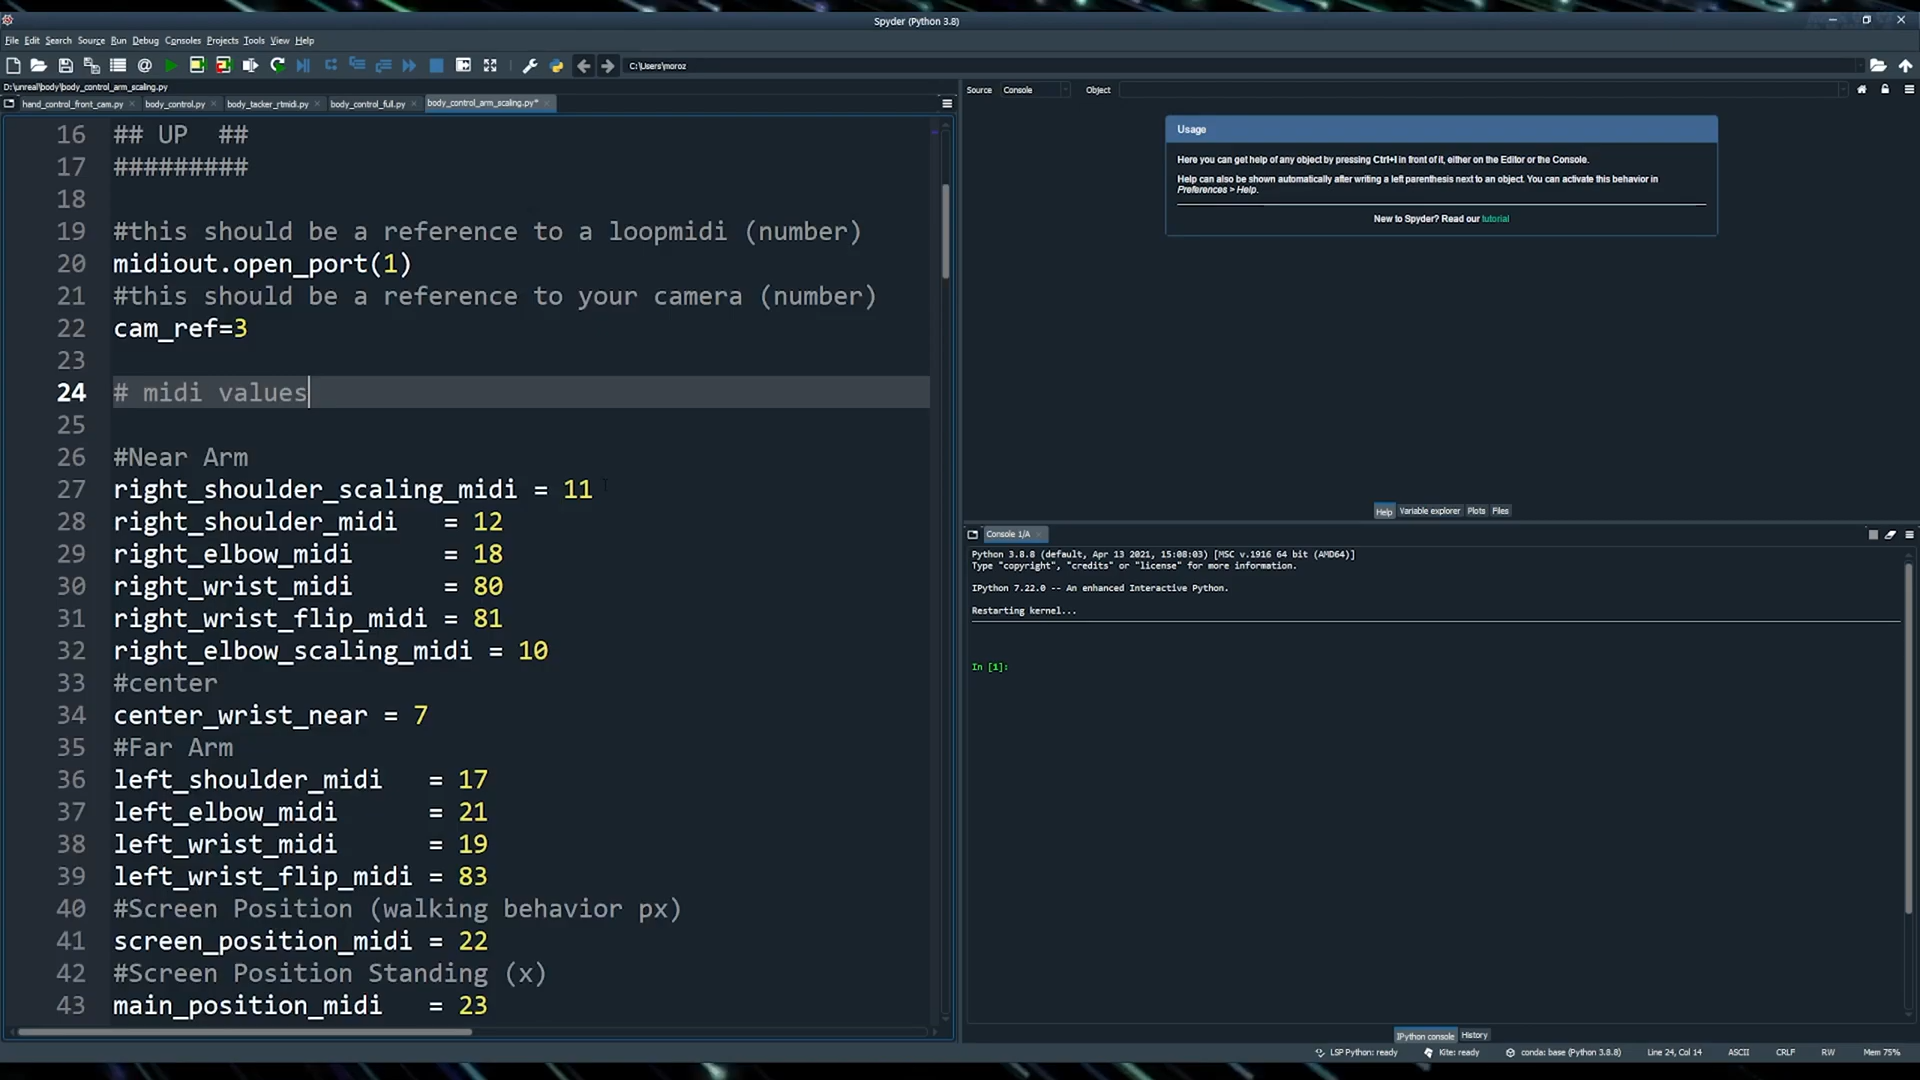 Spyder (Python 3.8)
File Edit Search Source Run Debug Consoles Projects Tools View Help
C:\Users\moroz
D:\unreal\body\body_control_arm_scaling.py
hand_control_front_cam.py body_control.py body_tacker_rtmidi.py body_control_full.py body_control_arm_scaling.py*
16 ## UP ##
17 #########
18
19 #this should be a reference to a loopmidi (number)
20 midiout.open_port(1)
21 #this should be a reference to your camera (number)
22 cam_ref=3
23
24 # midi values
25
26 #Near Arm
27 right_shoulder_scaling_midi = 11
28 right_shoulder_midi = 12
29 right_elbow_midi = 18
30 right_wrist_midi = 80
31 right_wrist_flip_midi = 81
32 right_elbow_scaling_midi = 10
33 #center
34 center_wrist_near = 7
35 #Far Arm
36 left_shoulder_midi = 17
37 left_elbow_midi = 21
38 left_wrist_midi = 19
39 left_wrist_flip_midi = 83
40 #Screen Position (walking behavior px)
41 screen_position_midi = 22
42 #Screen Position Standing (x)
43 main_position_midi = 23
Source Console Object
Usage
Here you can get help of any object by pressing Ctrl+I in front of it, either on the Editor or the Console.
Help can also be shown automatically after writing a left parenthesis next to an object. You can activate this behavior in
Preferences > Help.
New to Spyder? Read our tutorial
Help Variable explorer Plots Files
Console 1/A
Python 3.8.8 (default, Apr 13 2021, 15:08:03) [MSC v.1916 64 bit (AMD64)]
Type "copyright", "credits" or "license" for more information.
IPython 7.22.0 -- An enhanced Interactive Python.
Restarting kernel...
In [1]:
IPython console History
LSP Python: ready Kite: ready conda: base (Python 3.8.8) Line 24, Col 14 ASCII CRLF RW Mem 75%